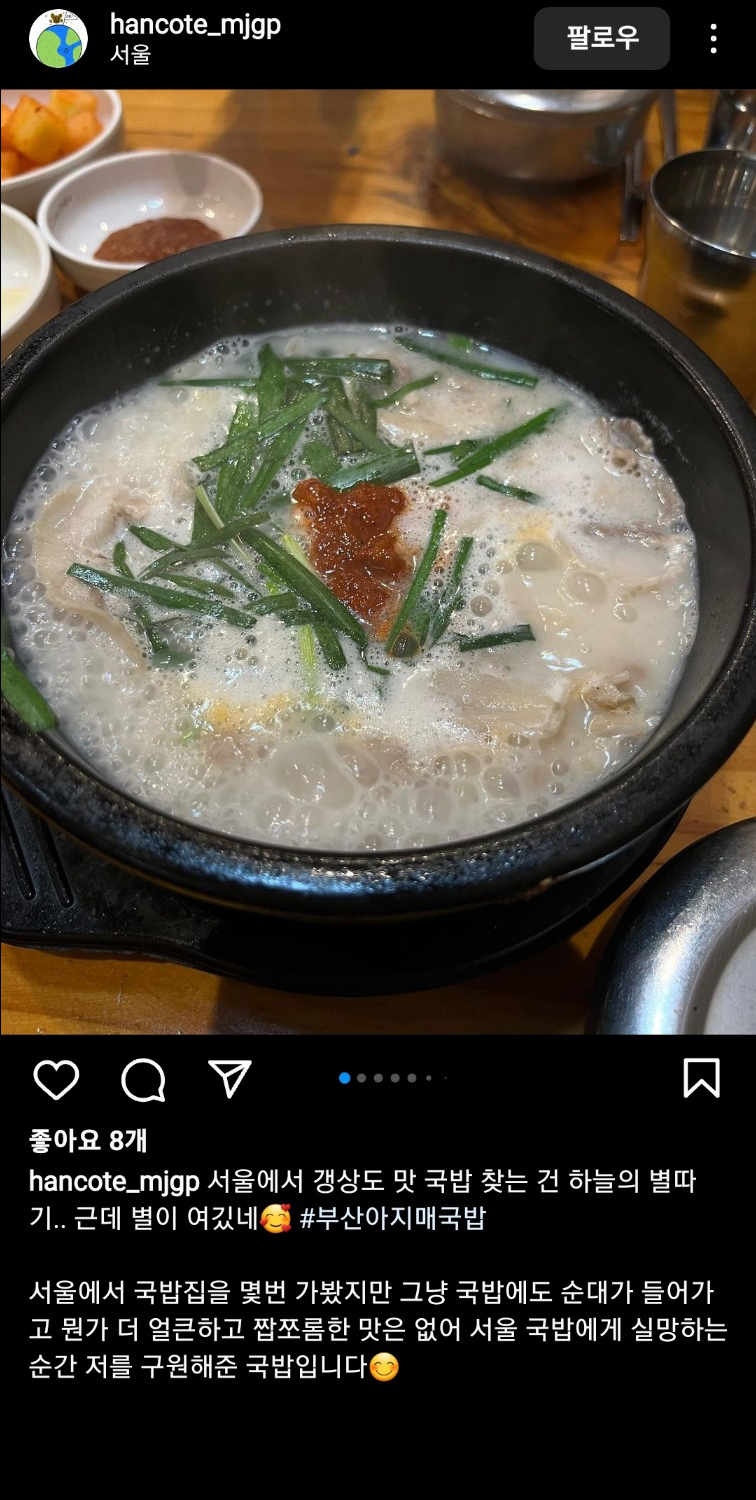 hancote_mjgp
서울
팔로우
좋아요 8개
hancote_mjgp 서울에서 갱상도 맛 국밥 찾는 건 하늘의 별따
기.. 근데 별이 여깄네🥰 #부산아지매국밥
서울에서 국밥집을 몇번 가봤지만 그냥 국밥에도 순대가 들어가
고 뭔가 더 얼큰하고 짭쪼롬한 맛은 없어 서울 국밥에게 실망하는
순간 저를 구원해준 국밥입니다😊